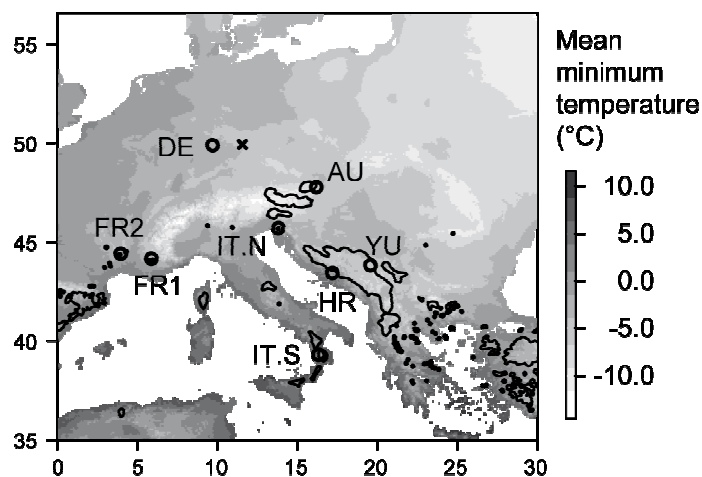 55
50
45
40
35
0
5
10
15
20
25
30
DE
AU
FR2
IT.N
YU
FR1
HR
IT.S
Mean
minimum
temperature
(°C)
10.0
5.0
0.0
-5.0
-10.0